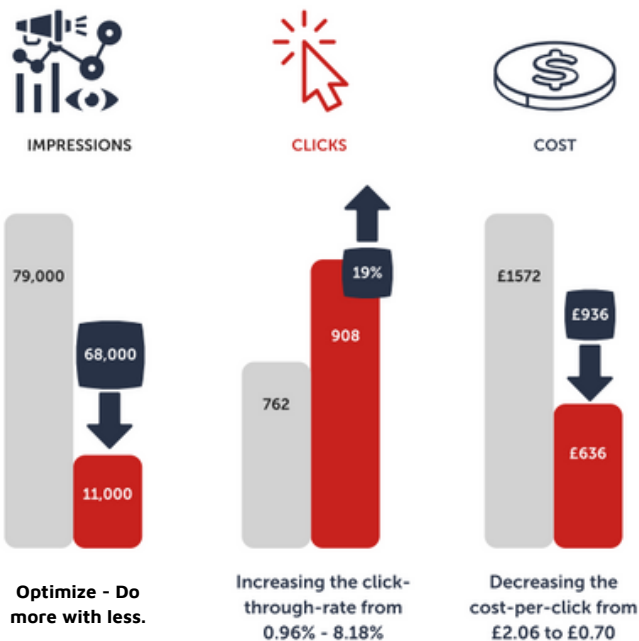 IMPRESSIONS
CLICKS
COST
79,000
68,000
11,000
19%
908
762
£1572
£936
£636
Optimize - Do
more with less.
Increasing the click-
through-rate from
0.96% - 8.18%
Decreasing the
cost-per-click from
£2.06 to £0.70